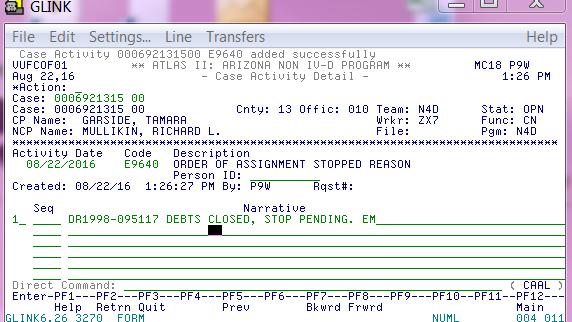 GLINK
File Edit Settings... Line Transfers Help
Case Activity 000692131500 E9640 added successfully
VUFCOF01 ** ATLAS II: ARIZONA NON IV-D PROGRAM ** MC18 P9W
Aug 22,16 - Case Activity Detail - 1:26 PM
*Action: _
Case: 0006921315 00
Case: 0006921315 00 Cnty: 13 Offic: 010 Team: N4D Stat: OPN
CP Name: GARSIDE, TAMARA Wrkr: ZX7 Func: CN
NCP Name: MULLIKIN, RICHARD L. File: Pgm: N4D
Activity Date Code Description
08/22/2016 E9640 ORDER OF ASSIGNMENT STOPPED REASON
Person ID:
Created: 08/22/16 1:26:27 PM By: P9W Rqst#:
Seq Narrative
1_ ____ DR1998-095117 DEBTS CLOSED, STOP PENDING. EM
Direct Command: ( CAAL )
Enter-PF1---PF2---PF3---PF4---PF5---PF6---PF7---PF8---PF9---PF10--PF11--PF12---
Help Retrn Quit Prev Bkwrd Frwrd Main
GLINK6.26 3270 FORM NUML 004 011